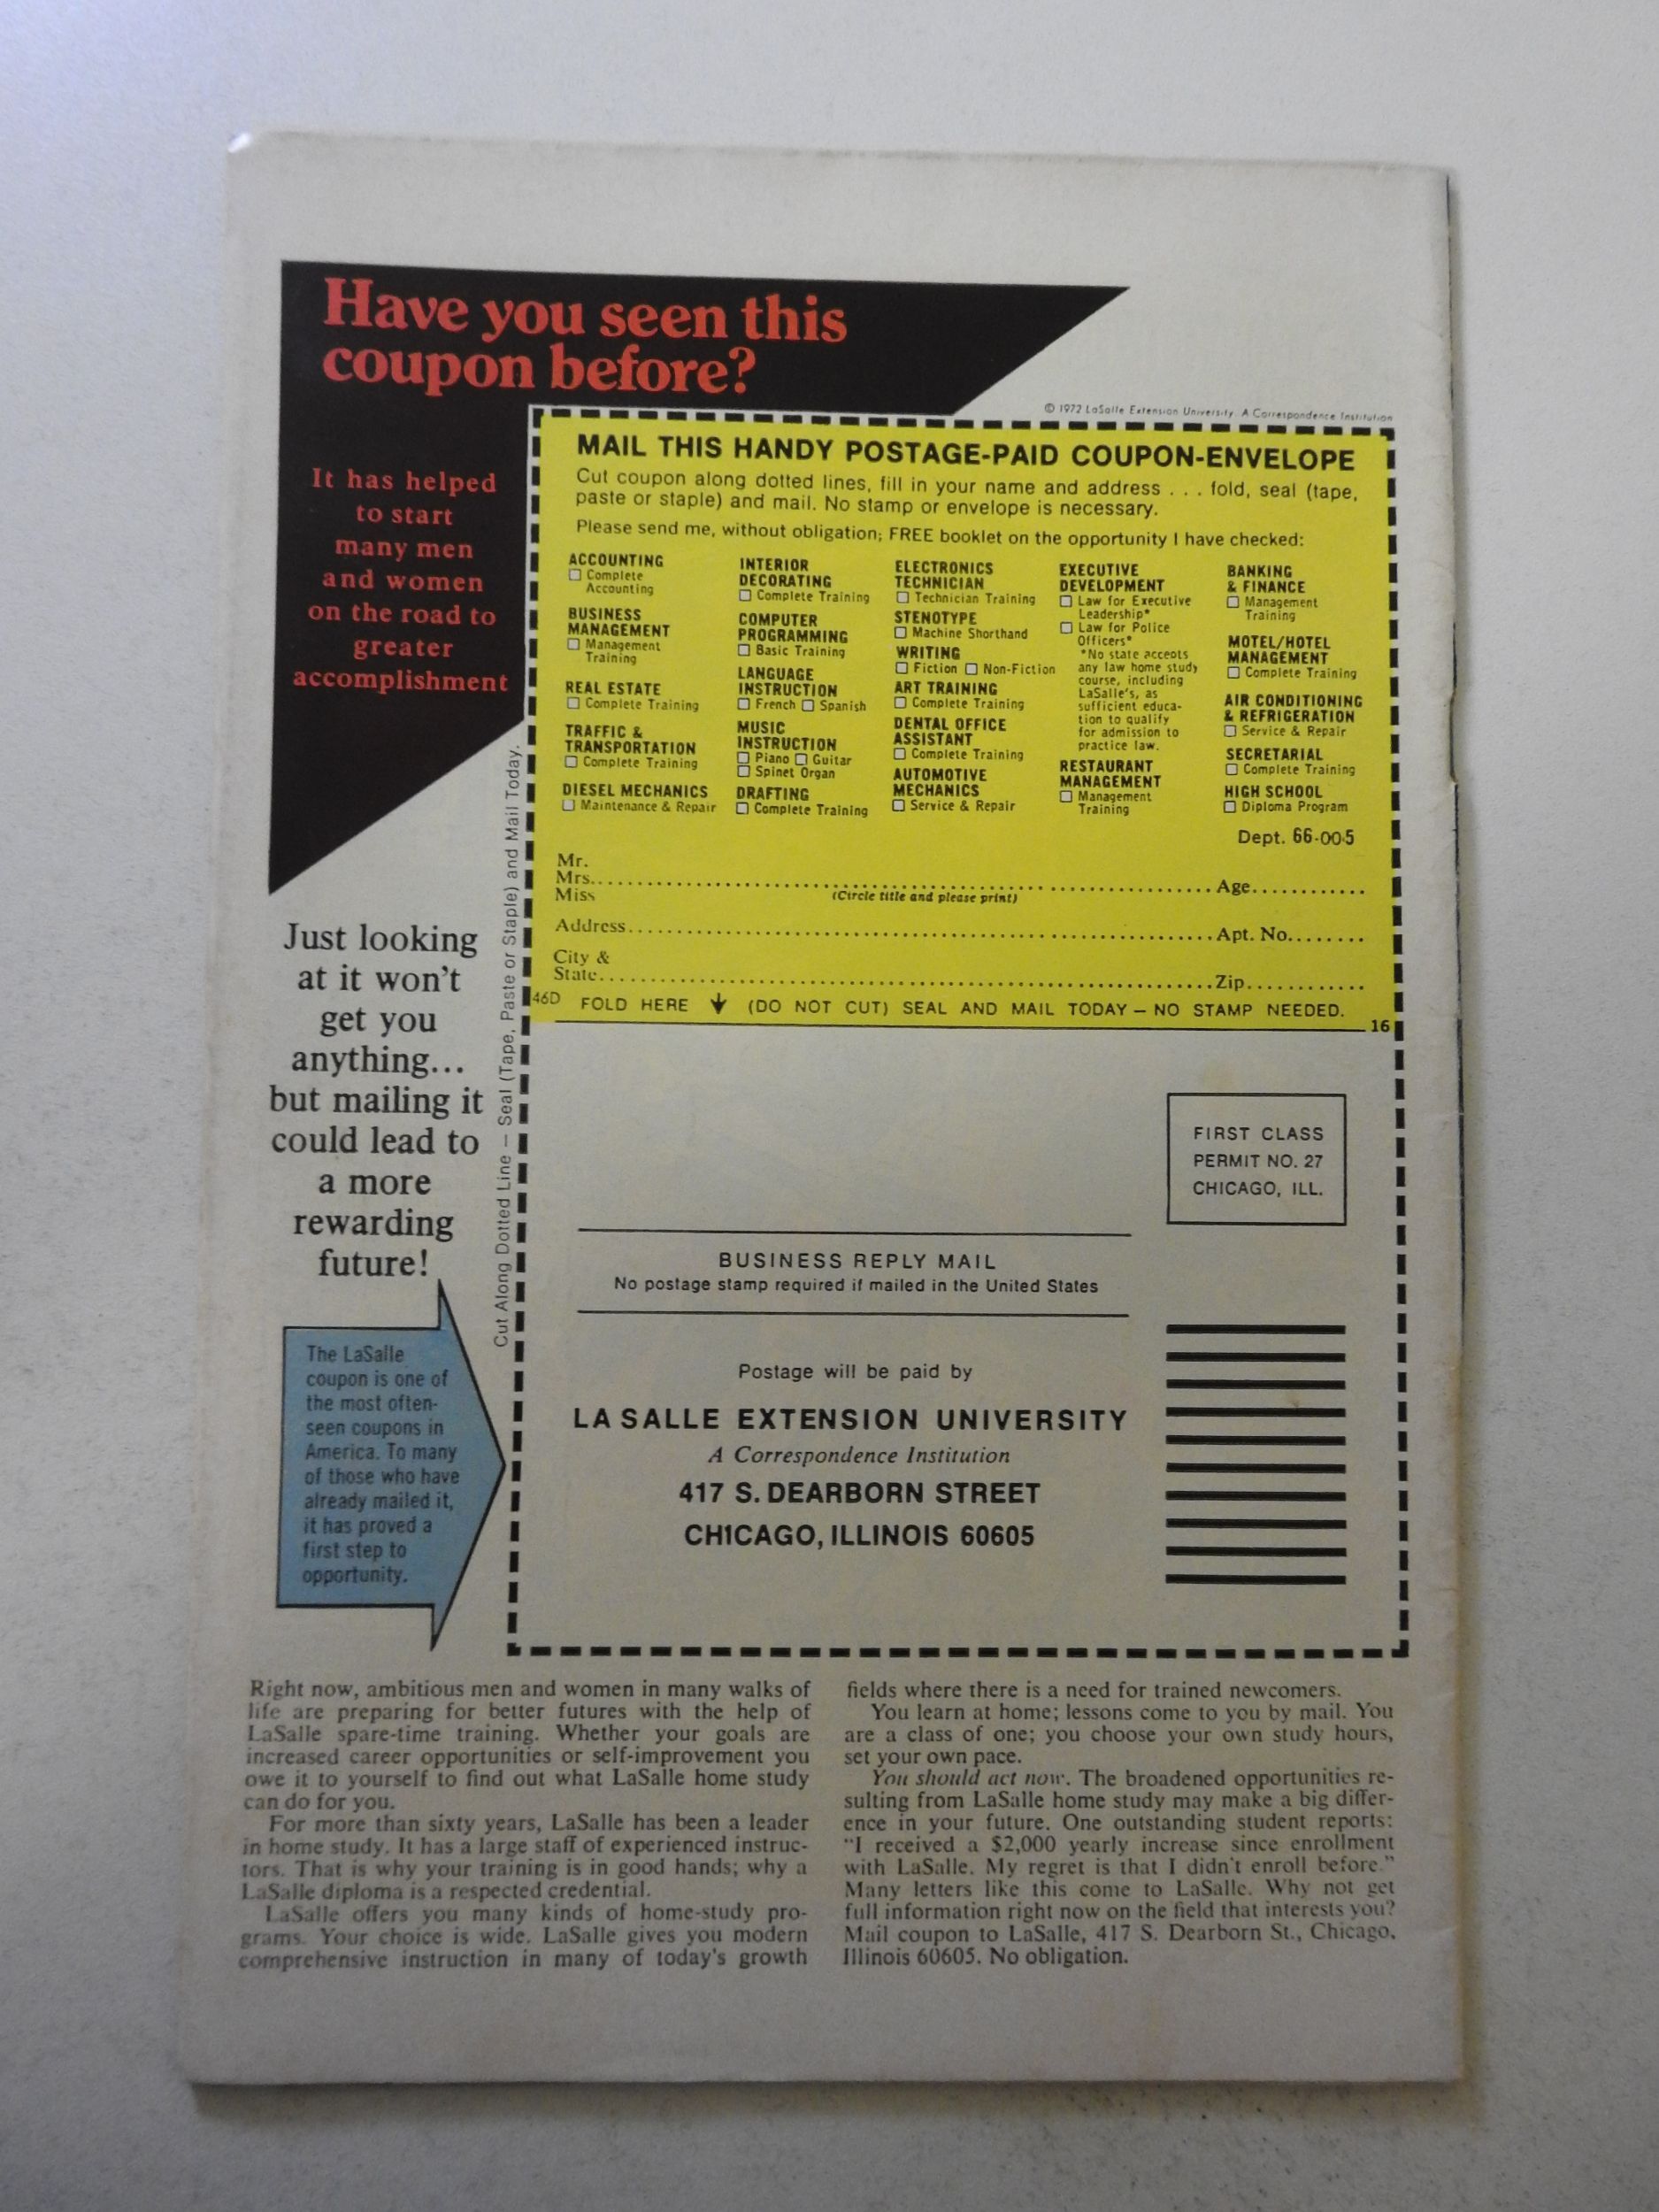 Have you seen this
coupon before?
© 1972 LaSalle Extension University. A Correspondence Institution
It has helped
to start
many men
and women
on the road to
greater
accomplishment
MAIL THIS HANDY POSTAGE-PAID COUPON-ENVELOPE
Cut coupon along dotted lines, fill in your name and address . . . fold, seal (tape,
paste or staple) and mail. No stamp or envelope is necessary.
Please send me, without obligation; FREE booklet on the opportunity I have checked:
ACCOUNTING
Complete
Accounting
BUSINESS
MANAGEMENT
Management
Training
REAL ESTATE
Complete Training
TRAFFIC &
TRANSPORTATION
Complete Training
DIESEL MECHANICS
Maintenance & Repair
INTERIOR
DECORATING
Complete Training
COMPUTER
PROGRAMMING
Basic Training
LANGUAGE
INSTRUCTION
French Spanish
MUSIC
INSTRUCTION
Piano Guitar
Spinet Organ
DRAFTING
Complete Training
ELECTRONICS
TECHNICIAN
Technician Training
STENOTYPE
Machine Shorthand
WRITING
Fiction Non-Fiction
ART TRAINING
Complete Training
DENTAL OFFICE
ASSISTANT
Complete Training
AUTOMOTIVE
MECHANICS
Service & Repair
EXECUTIVE
DEVELOPMENT
Law for Executive
Leadership*
Law for Police
Officers*
*No state accepts
any law home study
course, including
LaSalle's, as
sufficient educa-
tion to qualify
for admission to
practice law.
RESTAURANT
MANAGEMENT
Management
Training
BANKING
& FINANCE
Management
Training
MOTEL/HOTEL
MANAGEMENT
Complete Training
AIR CONDITIONING
& REFRIGERATION
Service & Repair
SECRETARIAL
Complete Training
HIGH SCHOOL
Diploma Program
Dept. 66-005
Mr.
Mrs. Age
Miss (Circle title and please print)
Address Apt. No.
City &
State Zip
46D FOLD HERE (DO NOT CUT) SEAL AND MAIL TODAY – NO STAMP NEEDED.
16
Cut Along Dotted Line – Seal (Tape, Paste or Staple) and Mail Today.
Just looking
at it won't
get you
anything...
but mailing it
could lead to
a more
rewarding
future!
The LaSalle
coupon is one of
the most often-
seen coupons in
America. To many
of those who have
already mailed it,
it has proved a
first step to
opportunity.
FIRST CLASS
PERMIT NO. 27
CHICAGO, ILL.
BUSINESS REPLY MAIL
No postage stamp required if mailed in the United States
Postage will be paid by
LA SALLE EXTENSION UNIVERSITY
A Correspondence Institution
417 S. DEARBORN STREET
CHICAGO, ILLINOIS 60605
Right now, ambitious men and women in many walks of
life are preparing for better futures with the help of
LaSalle spare-time training. Whether your goals are
increased career opportunities or self-improvement you
owe it to yourself to find out what LaSalle home study
can do for you.
For more than sixty years, LaSalle has been a leader
in home study. It has a large staff of experienced instruc-
tors. That is why your training is in good hands; why a
LaSalle diploma is a respected credential.
LaSalle offers you many kinds of home-study pro-
grams. Your choice is wide. LaSalle gives you modern
comprehensive instruction in many of today's growth
fields where there is a need for trained newcomers.
You learn at home; lessons come to you by mail. You
are a class of one; you choose your own study hours,
set your own pace.
You should act now. The broadened opportunities re-
sulting from LaSalle home study may make a big differ-
ence in your future. One outstanding student reports:
"I received a $2,000 yearly increase since enrollment
with LaSalle. My regret is that I didn't enroll before."
Many letters like this come to LaSalle. Why not get
full information right now on the field that interests you?
Mail coupon to LaSalle, 417 S. Dearborn St., Chicago,
Illinois 60605. No obligation.